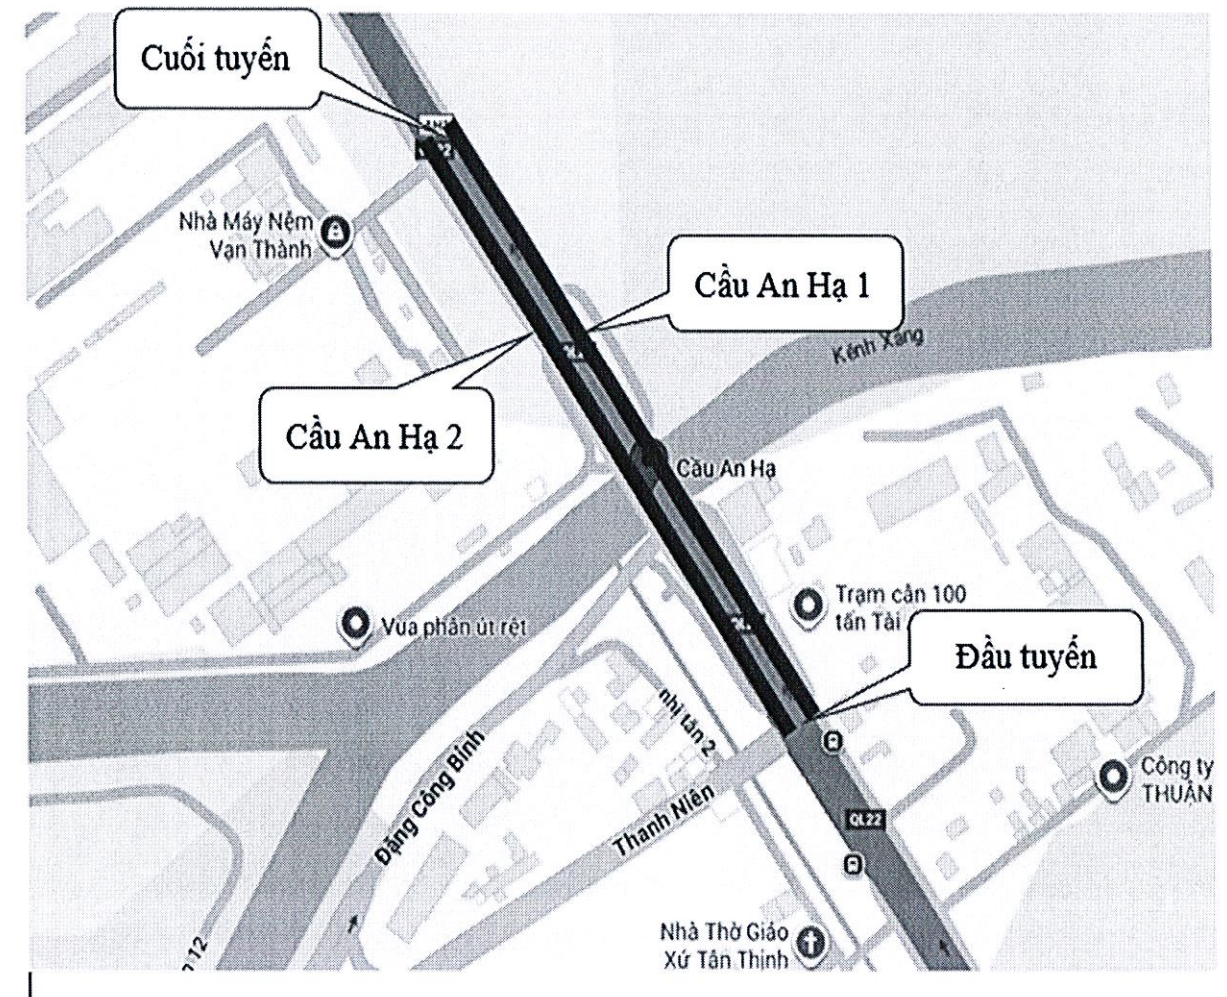 Cuối tuyến
Nhà Máy Nệm
Vạn Thành
Cầu An Hạ 1
Kênh Xáng
Cầu An Hạ 2
Cầu An Hạ
Trạm cân 100
tấn Tài
Vua phân út rệt
Đầu tuyến
nhị tân 2
Đặng Công Bỉnh
Thanh Niên
Công ty
THUẬN
QL22
Nhà Thờ Giáo
Xứ Tân Thịnh
12